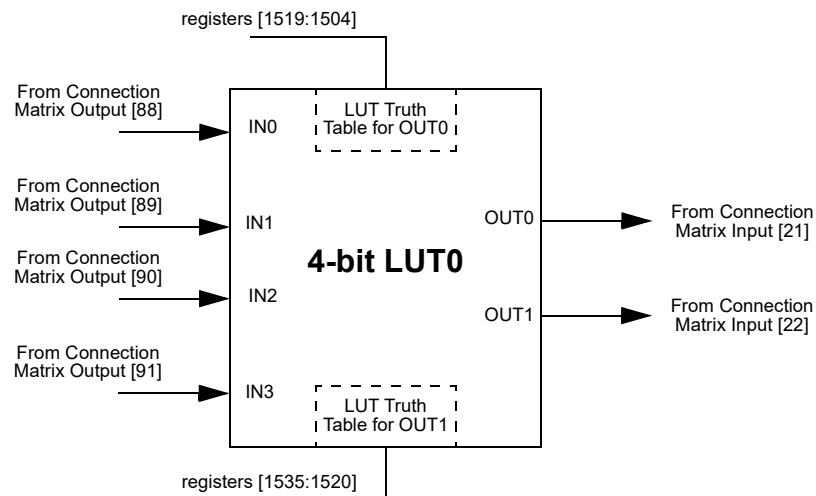 registers [1519:1504]
From Connection
Matrix Output [88]
IN0
LUT Truth
Table for OUT0
From Connection
Matrix Output [89]
IN1
OUT0
From Connection
Matrix Input [21]
From Connection
Matrix Output [90]
IN2
4-bit LUT0
OUT1
From Connection
Matrix Input [22]
From Connection
Matrix Output [91]
IN3
LUT Truth
Table for OUT1
registers [1535:1520]